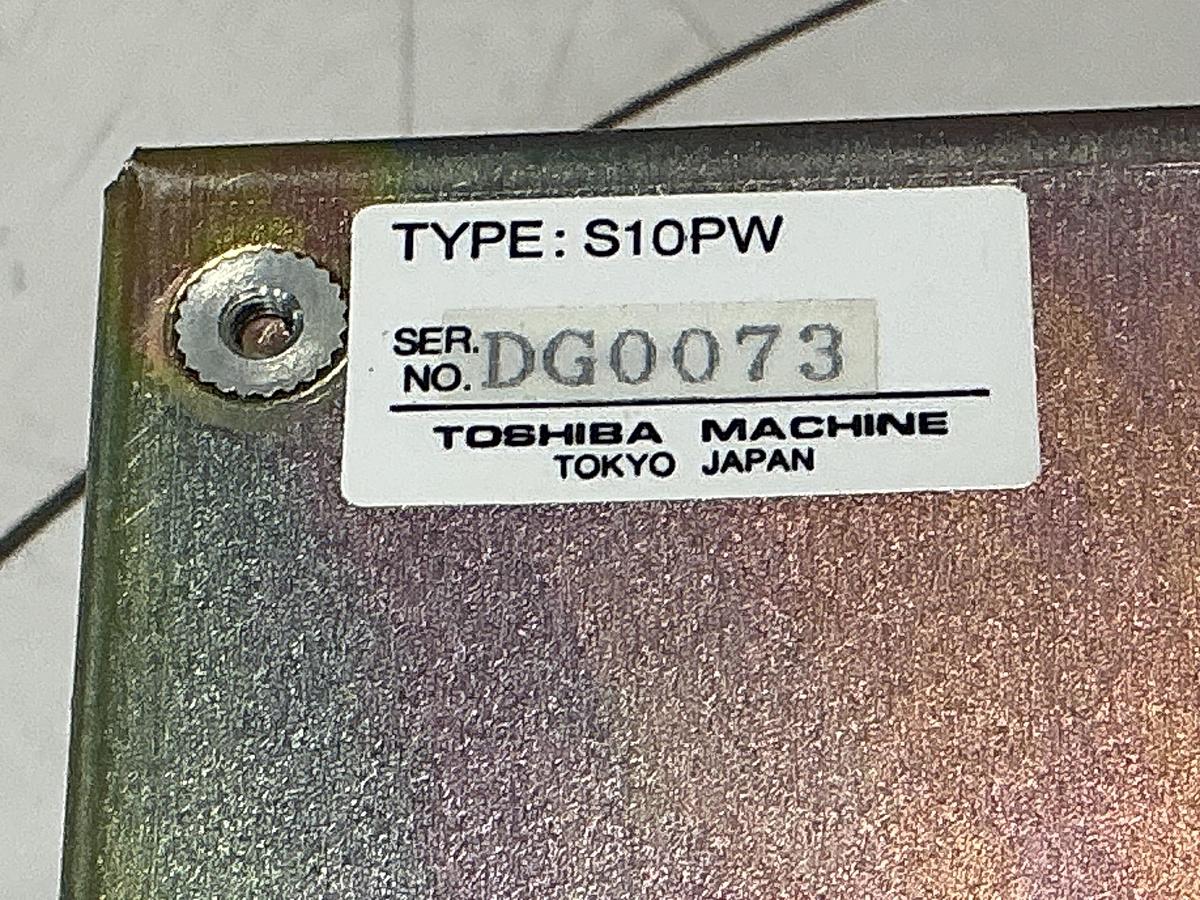 TYPE: S10PW
SER. NO. DG0073
TOSHIBA MACHINE
TOKYO JAPAN